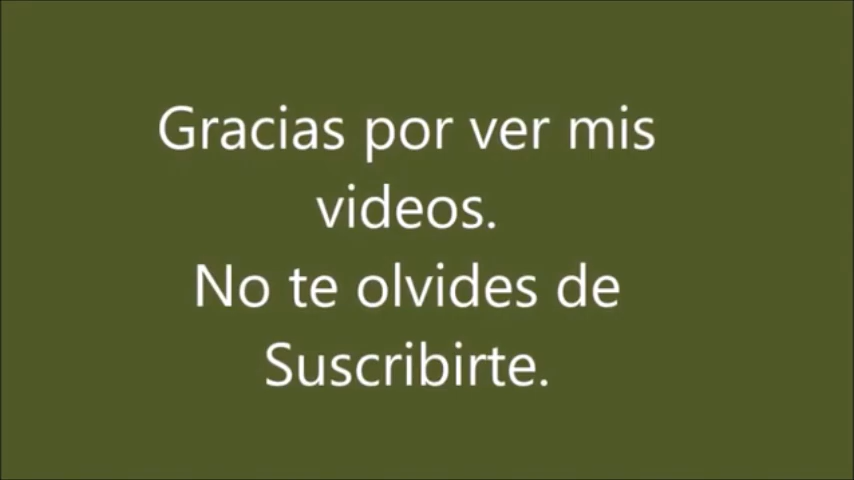 Gracias por ver mis
videos.
No te olvides de
Suscribirte.